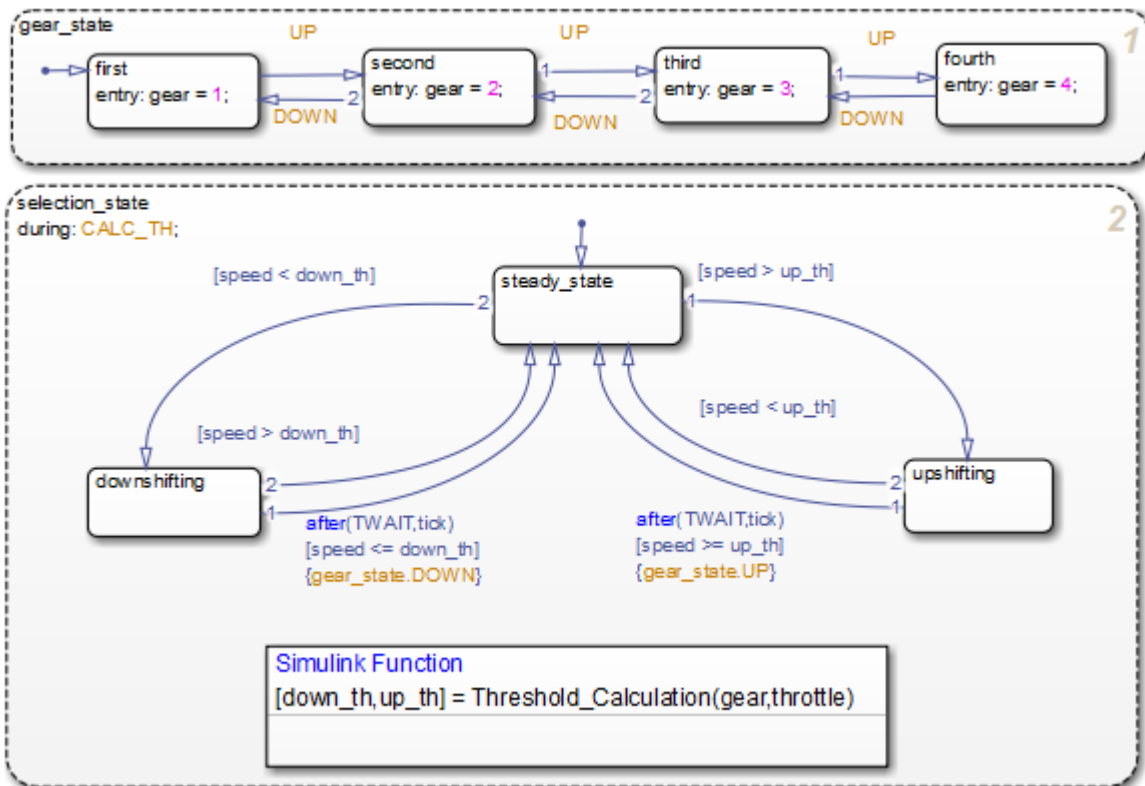 gear_state
1
UP
UP
UP
first
entry: gear = 1;
second
entry: gear = 2;
1
2
third
entry: gear = 3;
1
2
fourth
entry: gear = 4;
DOWN
DOWN
DOWN
selection_state
during: CALC_TH;
2
[speed < down_th]
steady_state
[speed > up_th]
2
1
[speed > down_th]
[speed < up_th]
downshifting
2
1
upshifting
2
1
after(TWAIT,tick)
[speed <= down_th]
{gear_state.DOWN}
after(TWAIT,tick)
[speed >= up_th]
{gear_state.UP}
Simulink Function
[down_th,up_th] = Threshold_Calculation(gear,throttle)